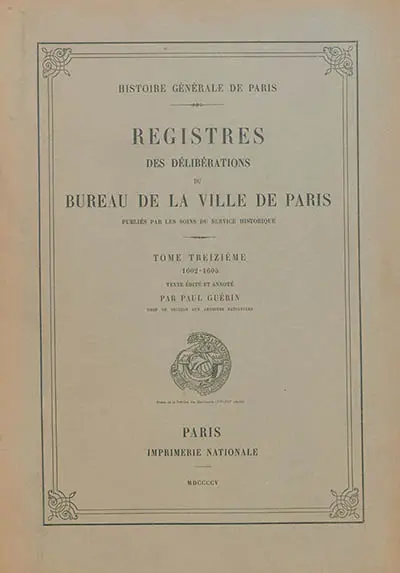 HISTOIRE GÉNÉRALE DE PARIS
REGISTRES
DES DÉLIBÉRATIONS
DU
BUREAU DE LA VILLE DE PARIS
PUBLIÉS PAR LES SOINS DU SERVICE HISTORIQUE
TOME TREIZIÈME
1602-1605
TEXTE ÉDITÉ ET ANNOTÉ
PAR PAUL GUÉRIN
CHEF DE SECTION AUX ARCHIVES NATIONALES
PARIS
IMPRIMERIE NATIONALE
MDCCCCV